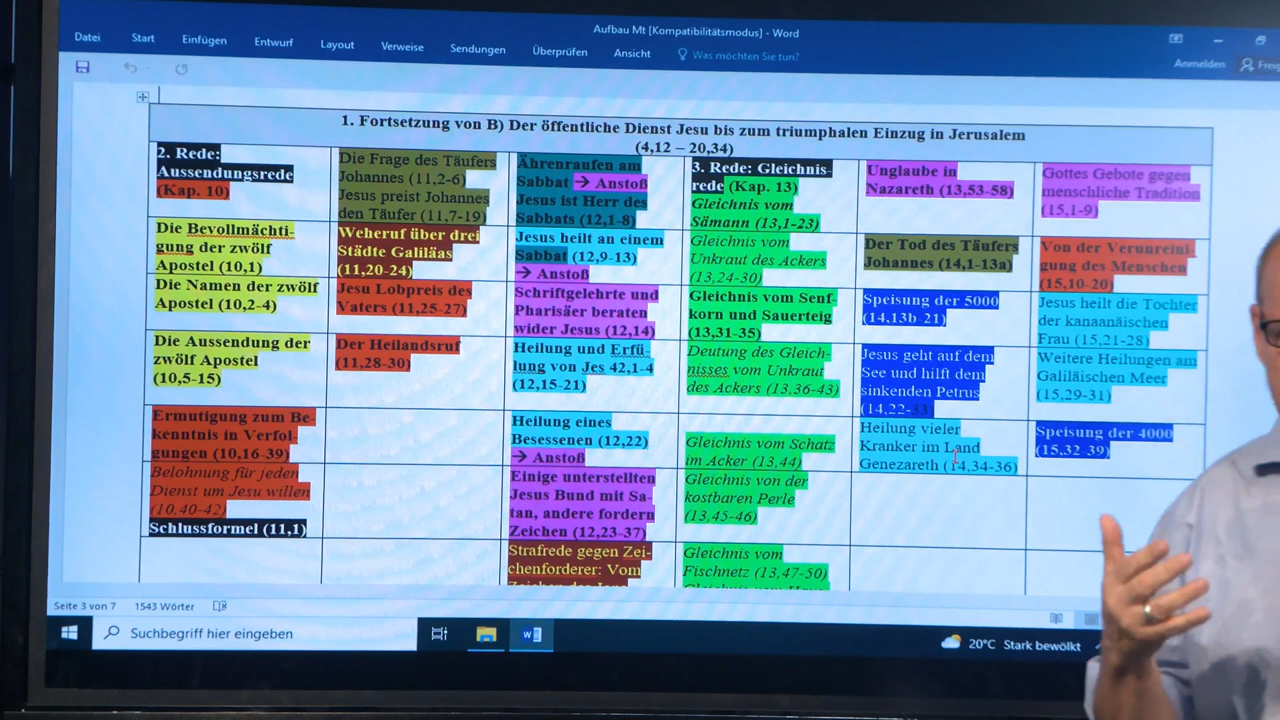 Aufbau Mt [Kompatibilitätsmodus] - Word
Datei Start Einfügen Entwurf Layout Verweise Sendungen Überprüfen Ansicht Was möchten Sie tun?
Anmelden
1. Fortsetzung von B) Der öffentliche Dienst Jesu bis zum triumphalen Einzug in Jerusalem
(4,12 – 20,34)
2. Rede:
Aussendungsrede
(Kap. 10)
Die Bevollmächti-
gung der zwölf
Apostel (10,1)
Die Namen der zwölf
Apostel (10,2-4)
Die Aussendung der
zwölf Apostel
(10,5-15)
Ermutigung zum Be-
kenntnis in Verfol-
gungen (10,16-39)
Belohnung für jeden
Dienst um Jesu willen
(10,40-42)
Schlussformel (11,1)
Die Frage des Täufers
Johannes (11,2-6)
Jesus preist Johannes
den Täufer (11,7-19)
Weheruf über drei
Städte Galiläas
(11,20-24)
Jesu Lobpreis des
Vaters (11,25-27)
Der Heilandsruf
(11,28-30)
Ährenraufen am
Sabbat → Anstoß
Jesus ist Herr des
Sabbats (12,1-8)
Jesus heilt an einem
Sabbat (12,9-13)
→ Anstoß
Schriftgelehrte und
Pharisäer beraten
wider Jesus (12,14)
Heilung und Erfü-
lung von Jes 42,1-4
(12,15-21)
Heilung eines
Besessenen (12,22)
→ Anstoß
Einige unterstellten
Jesus Bund mit Sa-
tan, andere fordern
Zeichen (12,23-37)
Strafrede gegen Zei-
chenforderer: Vom
3. Rede: Gleichnis-
rede (Kap. 13)
Gleichnis vom
Sämann (13,1-23)
Gleichnis vom
Unkraut des Ackers
(13,24-30)
Gleichnis vom Senf-
korn und Sauerteig
(13,31-35)
Deutung des Gleich-
nisses vom Unkraut
des Ackers (13,36-43)
Gleichnis vom Schatz
im Acker (13,44)
Gleichnis von der
kostbaren Perle
(13,45-46)
Gleichnis vom
Fischnetz (13,47-50)
Unglaube in
Nazareth (13,53-58)
Der Tod des Täufers
Johannes (14,1-13a)
Speisung der 5000
(14,13b-21)
Jesus geht auf dem
See und hilft dem
sinkenden Petrus
(14,22-33)
Heilung vieler
Kranker im Land
Genezareth (14,34-36)
Gottes Gebote gegen
menschliche Tradition
(15,1-9)
Von der Verunreini-
gung des Menschen
(15,10-20)
Jesus heilt die Tochter
der kanaanäischen
Frau (15,21-28)
Weitere Heilungen am
Galiläischen Meer
(15,29-31)
Speisung der 4000
(15,32-39)
Seite 3 von 7 1543 Wörter
Suchbegriff hier eingeben
20°C Stark bewölkt